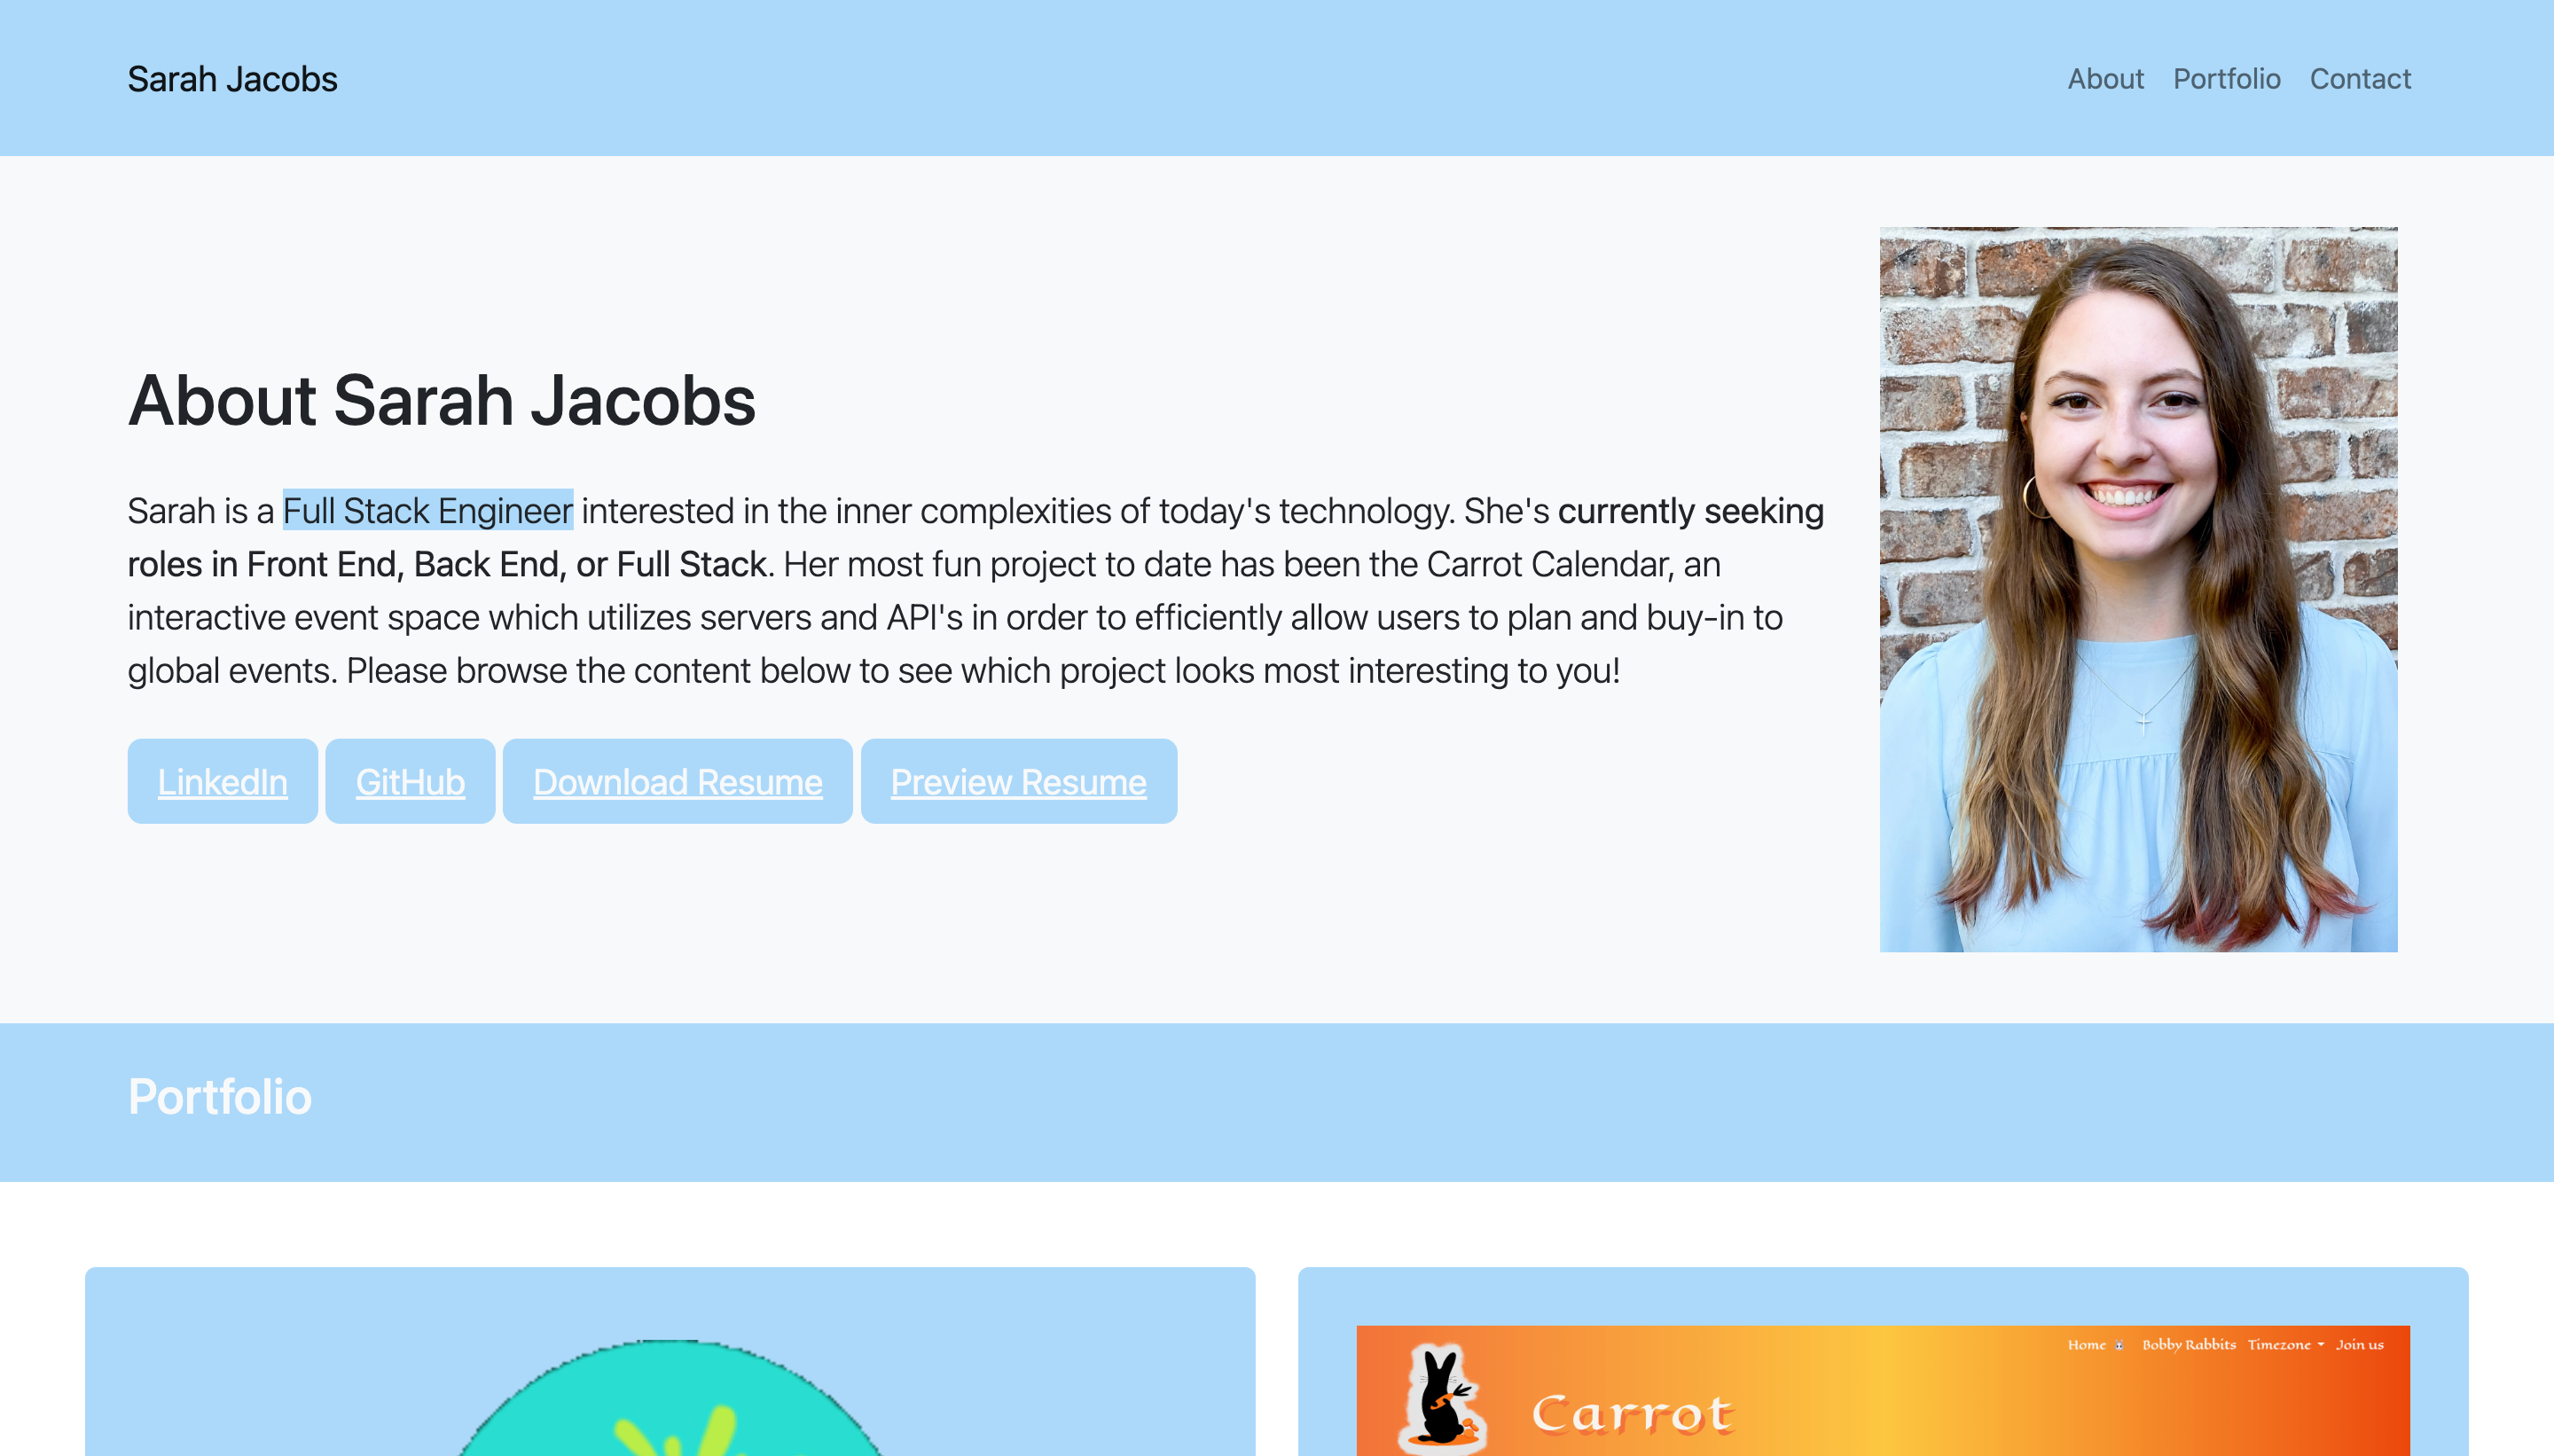 Sarah Jacobs
About Portfolio Contact
About Sarah Jacobs
Sarah is a Full Stack Engineer interested in the inner complexities of today's technology. She's currently seeking
roles in Front End, Back End, or Full Stack. Her most fun project to date has been the Carrot Calendar, an
interactive event space which utilizes servers and API's in order to efficiently allow users to plan and buy-in to
global events. Please browse the content below to see which project looks most interesting to you!
LinkedIn GitHub Download Resume Preview Resume
Portfolio
Home Bobby Rabbits Timezone Join us
Carrot